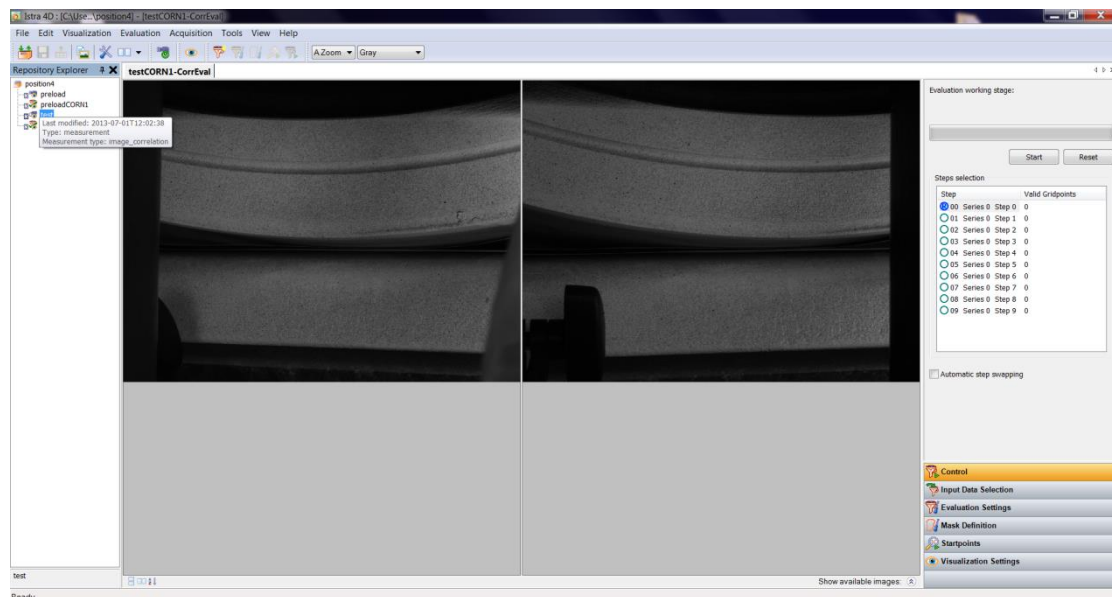 Istra 4D : [C:\Use...\position4] - [testCORN1-CorrEval]
File Edit Visualization Evaluation Acquisition Tools View Help
A.Zoom Gray
Repository Explorer
testCORN1-CorrEval
position4
preload
preloadCORN1
test
Last modified: 2013-07-01T12:02:38
Type: measurement
Measurement type: image_correlation
Evaluation working stage:
Start Reset
Steps selection
Step Valid Gridpoints
00 Series 0 Step 0 0
01 Series 0 Step 1 0
02 Series 0 Step 2 0
03 Series 0 Step 3 0
04 Series 0 Step 4 0
05 Series 0 Step 5 0
06 Series 0 Step 6 0
07 Series 0 Step 7 0
08 Series 0 Step 8 0
09 Series 0 Step 9 0
Automatic step swapping
Control
Input Data Selection
Evaluation Settings
Mask Definition
Startpoints
Visualization Settings
test
Show available images:
Ready